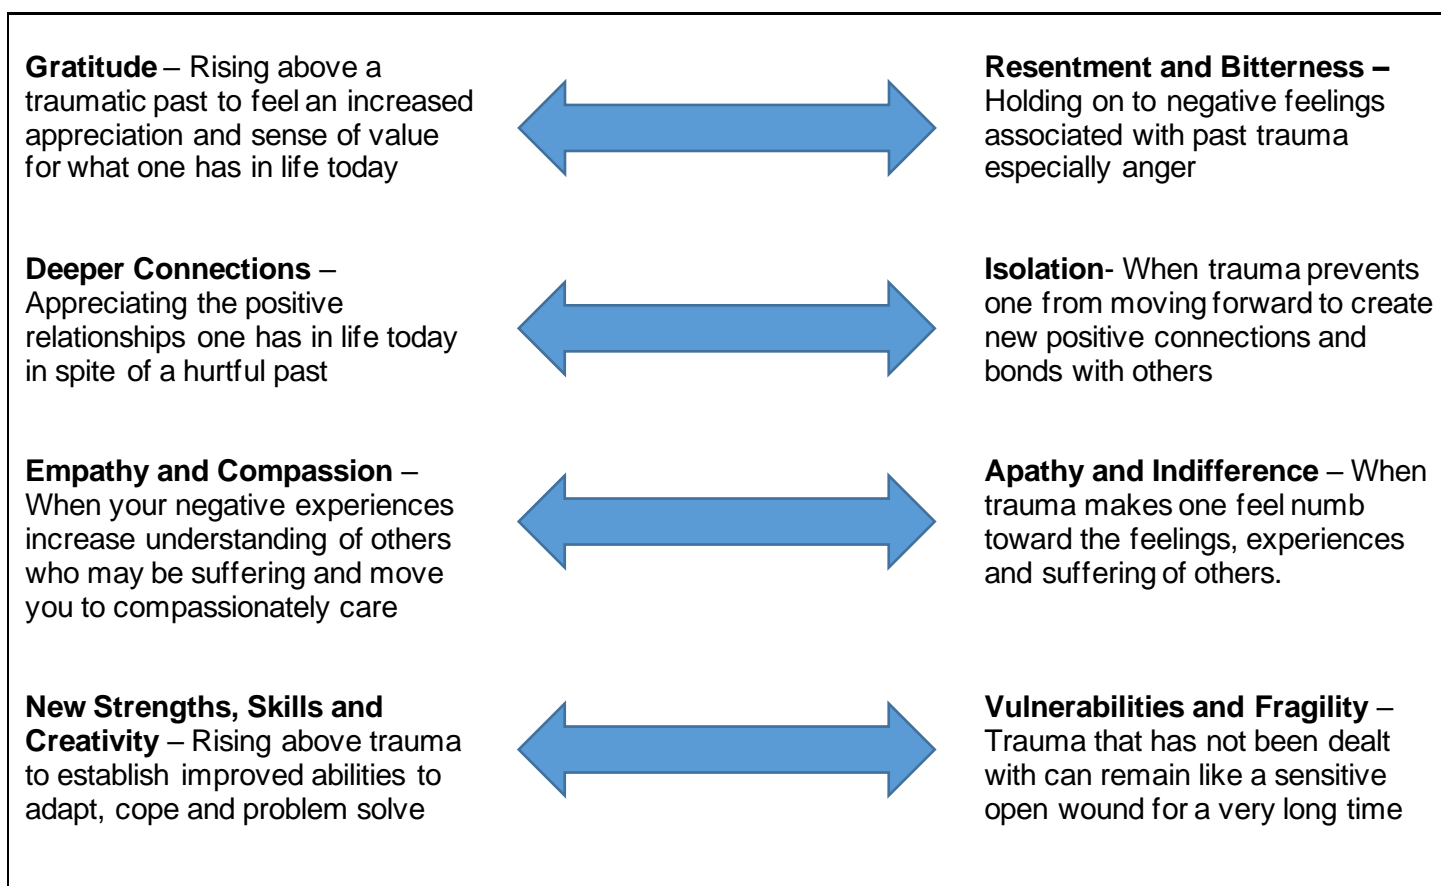 Gratitude – Rising above a
traumatic past to feel an increased
appreciation and sense of value
for what one has in life today
Resentment and Bitterness –
Holding on to negative feelings
associated with past trauma
especially anger
Deeper Connections –
Appreciating the positive
relationships one has in life today
in spite of a hurtful past
Isolation- When trauma prevents
one from moving forward to create
new positive connections and
bonds with others
Empathy and Compassion –
When your negative experiences
increase understanding of others
who may be suffering and move
you to compassionately care
Apathy and Indifference – When
trauma makes one feel numb
toward the feelings, experiences
and suffering of others.
New Strengths, Skills and
Creativity – Rising above trauma
to establish improved abilities to
adapt, cope and problem solve
Vulnerabilities and Fragility –
Trauma that has not been dealt
with can remain like a sensitive
open wound for a very long time